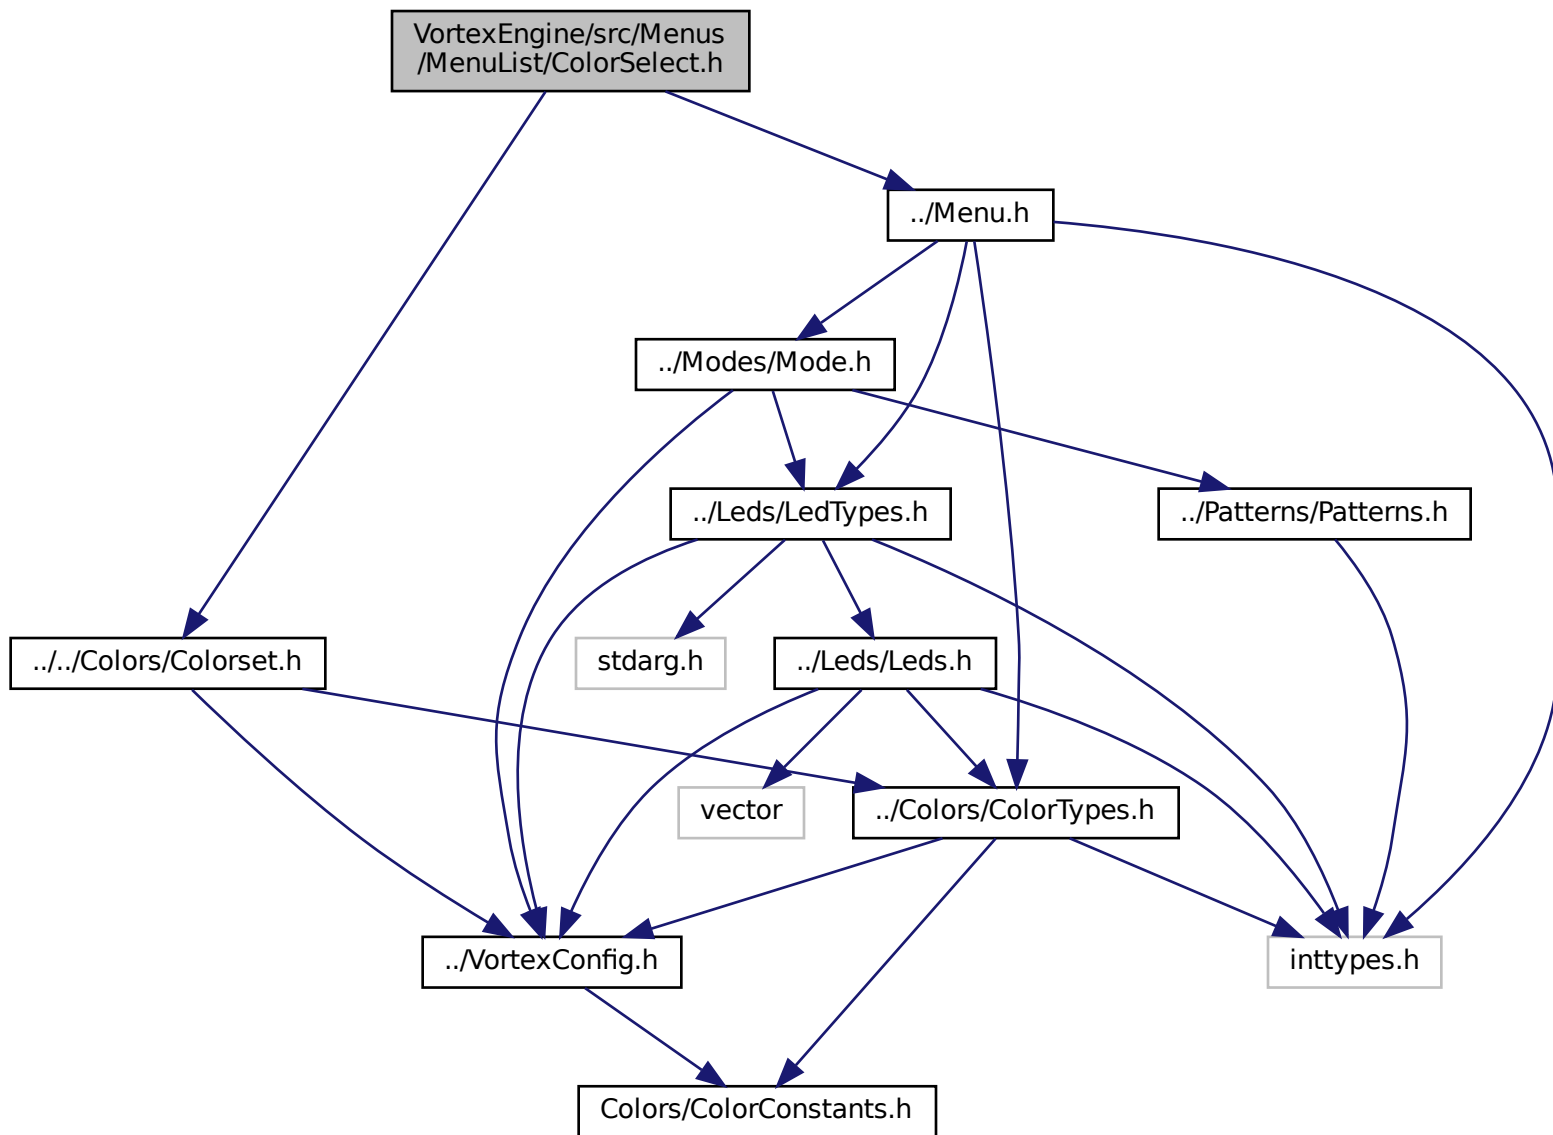 VortexEngine/src/Menus
/MenuList/ColorSelect.h
../Menu.h
../Modes/Mode.h
../Leds/LedTypes.h
../Patterns/Patterns.h
../../Colors/Colorset.h
stdarg.h
../Leds/Leds.h
vector
../Colors/ColorTypes.h
../VortexConfig.h
inttypes.h
Colors/ColorConstants.h